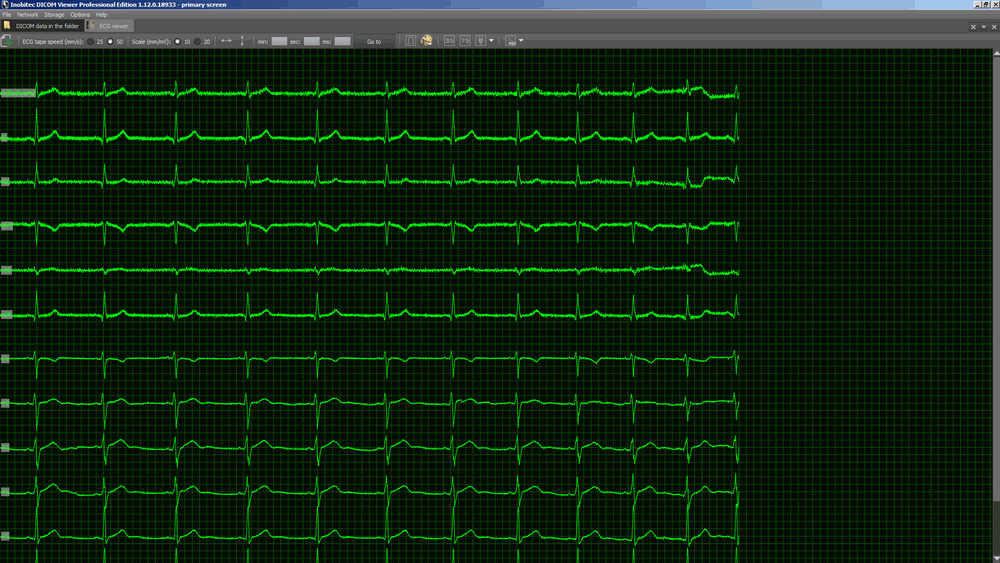 Inobitec DICOM Viewer Professional Edition 1.12.0.18933 - primary screen
File Network Storage Options Help
DICOM data in the folder ECG viewer
ECG tape speed (mm/s): 25 50 Scale (mm/mV): 10 20 min: sec: ms: Go to